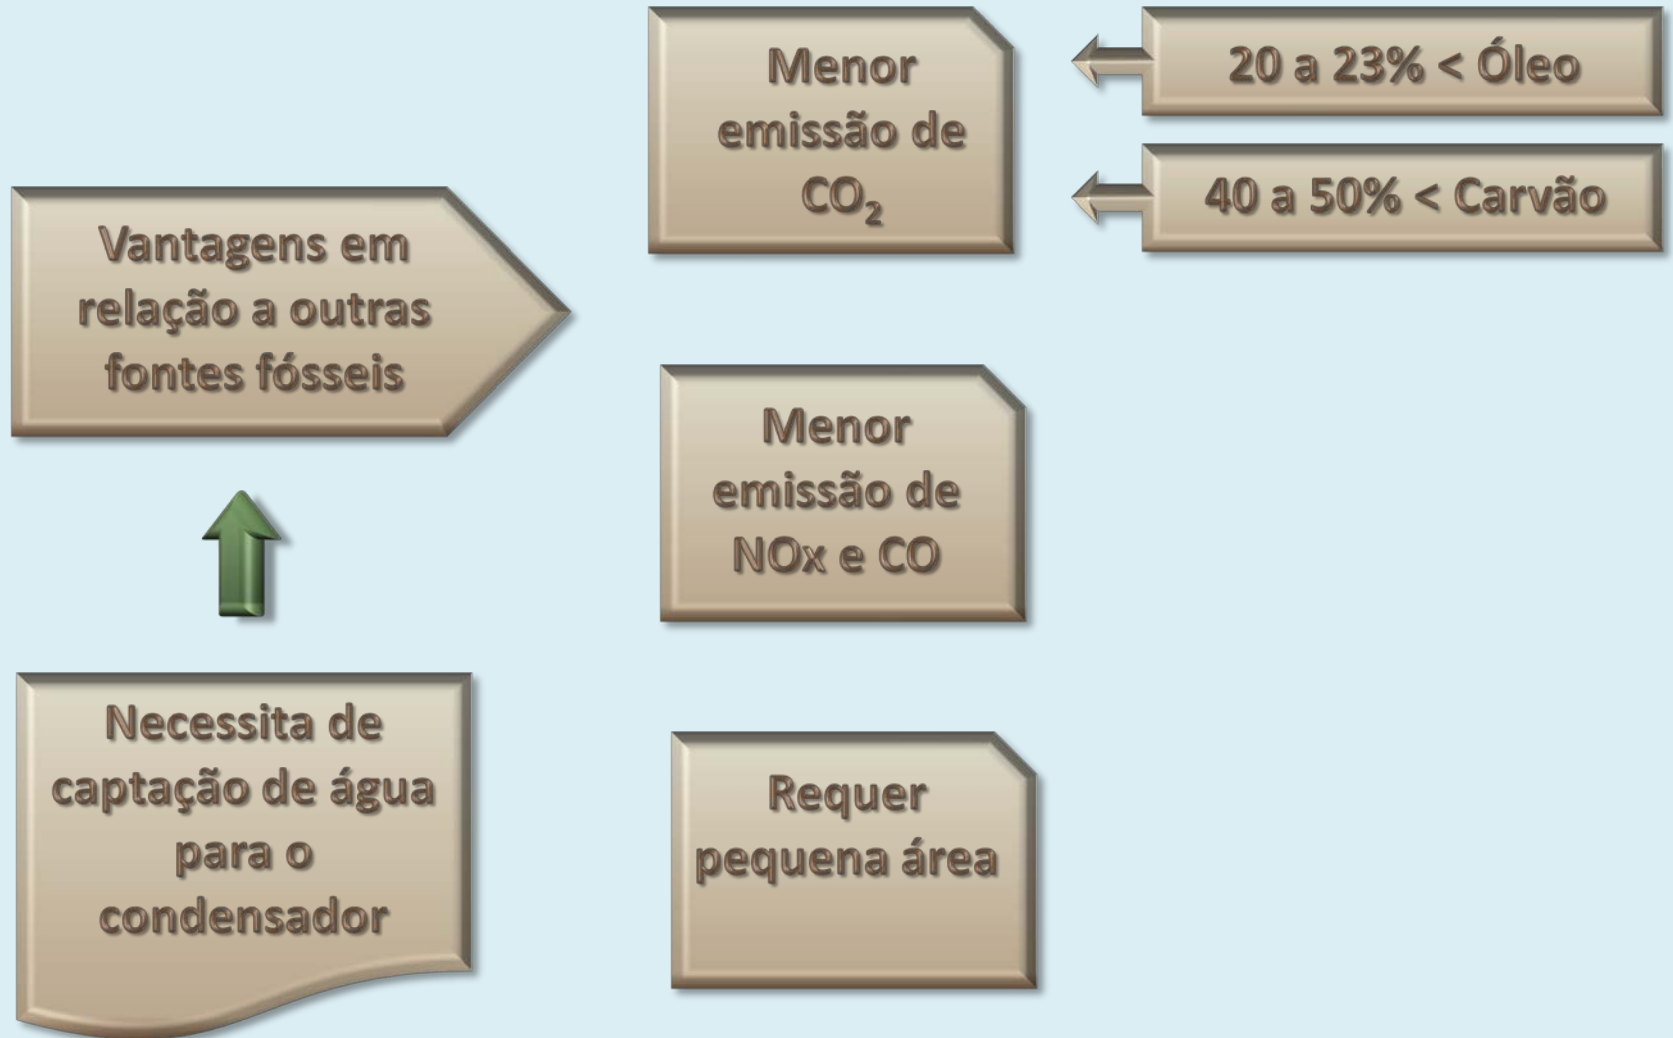 Menor
emissão de
CO₂
20 a 23% < Óleo
40 a 50% < Carvão
Vantagens em
relação a outras
fontes fósseis
Menor
emissão de
NOx e CO
Necessita de
captação de água
para o
condensador
Requer
pequena área